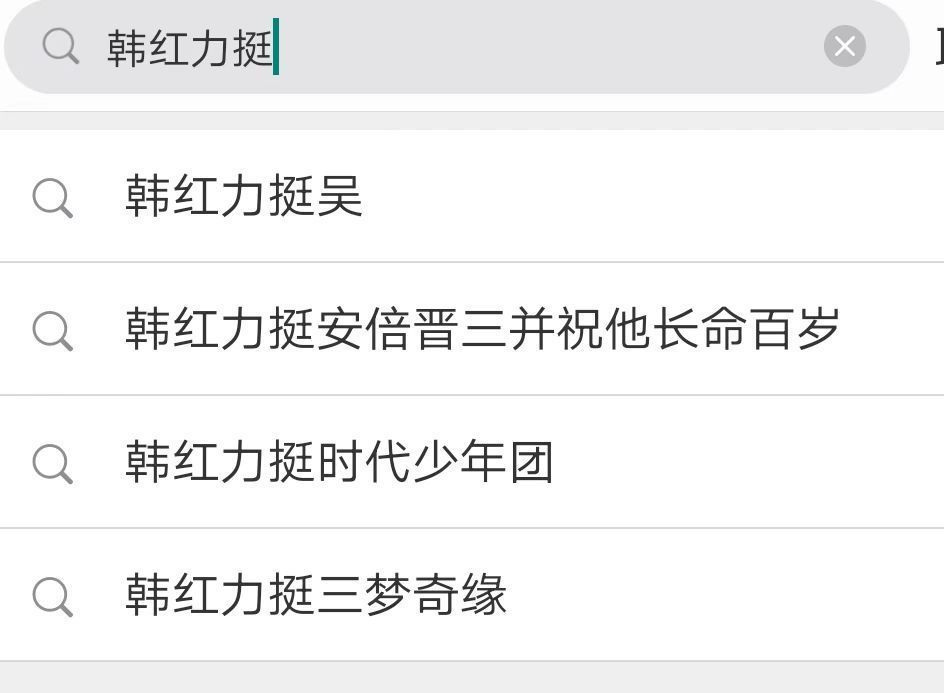 韩红力挺
韩红力挺吴
韩红力挺安倍晋三并祝他长命百岁
韩红力挺时代少年团
韩红力挺三梦奇缘